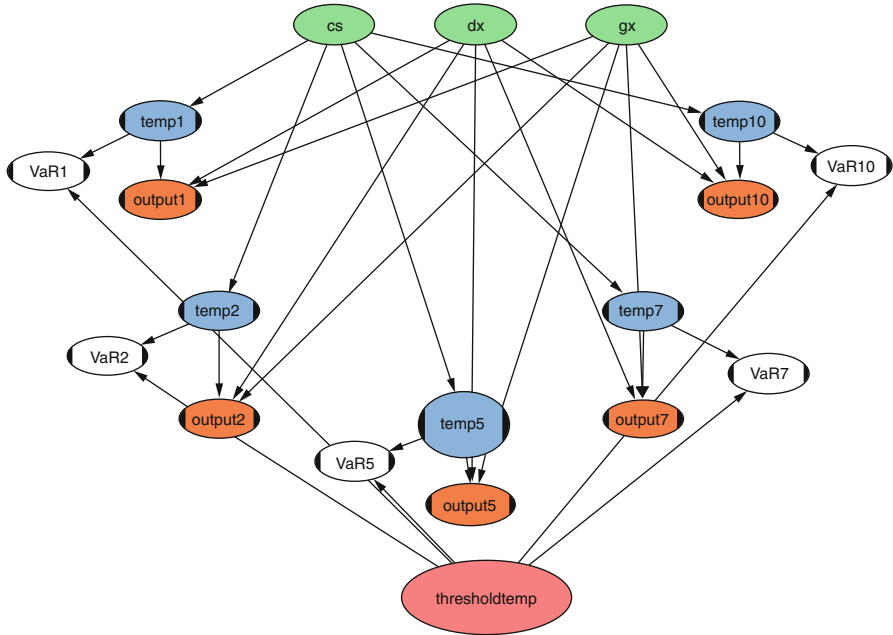 cs
dx
gx
temp1
temp10
VaR1
VaR10
output1
output10
temp2
temp7
VaR2
VaR7
output2
temp5
output7
VaR5
output5
thresholdtemp